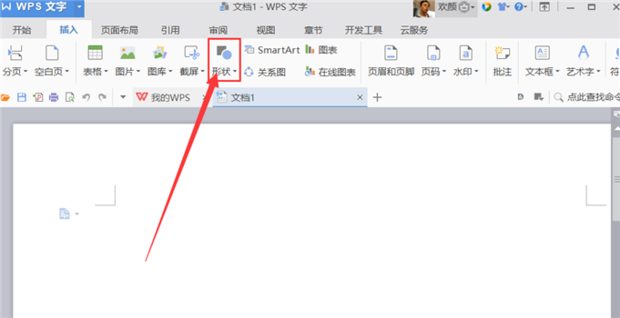 WPS 文字 文档1 - WPS 文字 欢颜
开始 插入 页面布局 引用 审阅 视图 章节 开发工具 云服务
SmartArt 图表
分页 空白页 表格 图片 图库 截屏 形状 关系图 在线图表 页眉和页脚 页码 水印 批注 文本框 艺术字 符
我的WPS 文档1 点此查找命令